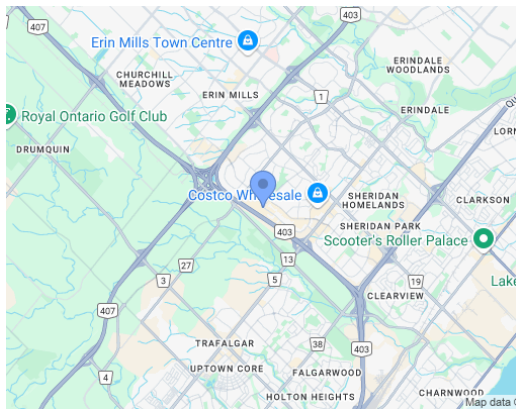 407
403
Erin Mills Town Centre
ERINDALE
WOODLANDS
CHURCHILL
MEADOWS
ERIN MILLS
1
ERINDALE
Royal Ontario Golf Club
LOR
DRUMQUIN
Costco Wholesale
SHERIDAN
HOMELANDS
CLARKSON
SHERIDAN PARK
403
Scooter's Roller Palace
13
27
3
5
19
Lake
CLEARVIEW
407
TRAFALGAR
38
403
UPTOWN CORE
FALGARWOOD
4
HOLTON HEIGHTS
CHARNWOOD
Map data